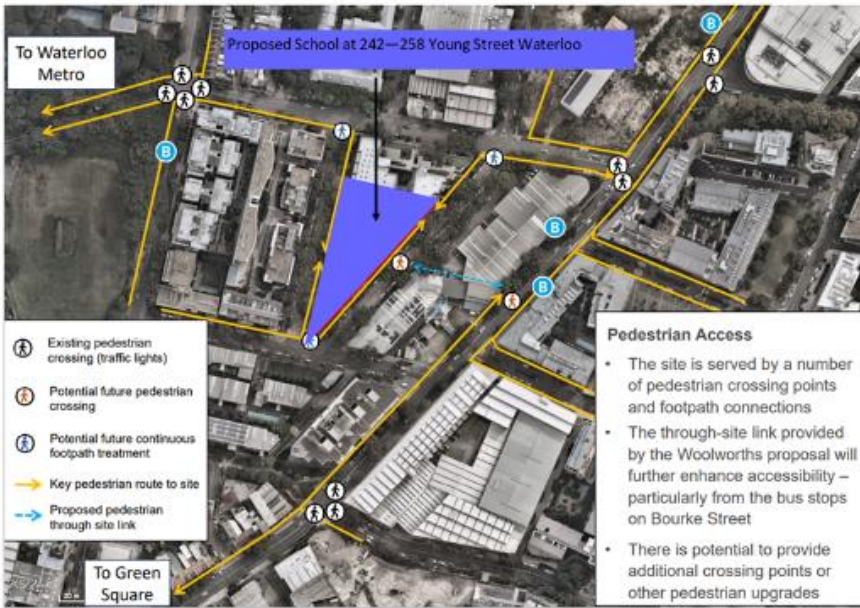 Proposed School at 242—258 Young Street Waterloo
To Waterloo
Metro
B
B
B
B
Existing pedestrian
crossing (traffic lights)
Potential future pedestrian
crossing
Potential future continuous
footpath treatment
Key pedestrian route to site
Proposed pedestrian
through site link
To Green
Square
Pedestrian Access
• The site is served by a number
of pedestrian crossing points
and footpath connections
• The through-site link provided
by the Woolworths proposal will
further enhance accessibility –
particularly from the bus stops
on Bourke Street
• There is potential to provide
additional crossing points or
other pedestrian upgrades